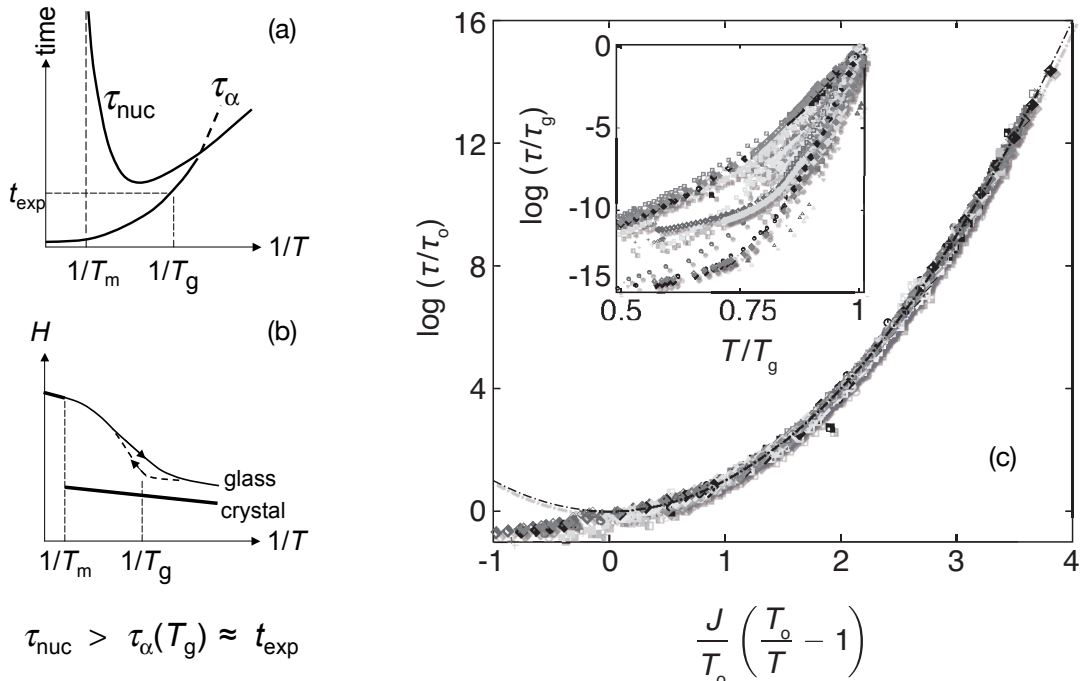 (a)
time
τnuc
τα
texp
1/Tm
1/Tg
1/T
(b)
H
glass
crystal
1/Tm
1/Tg
1/T
τnuc > τα(Tg) ≈ texp
16
12
8
4
0
log (τ/τo)
-1
0
1
2
3
4
J/To (To/T − 1)
(c)
0
-5
-10
-15
log (τ/τg)
0.5
0.75
1
T/Tg